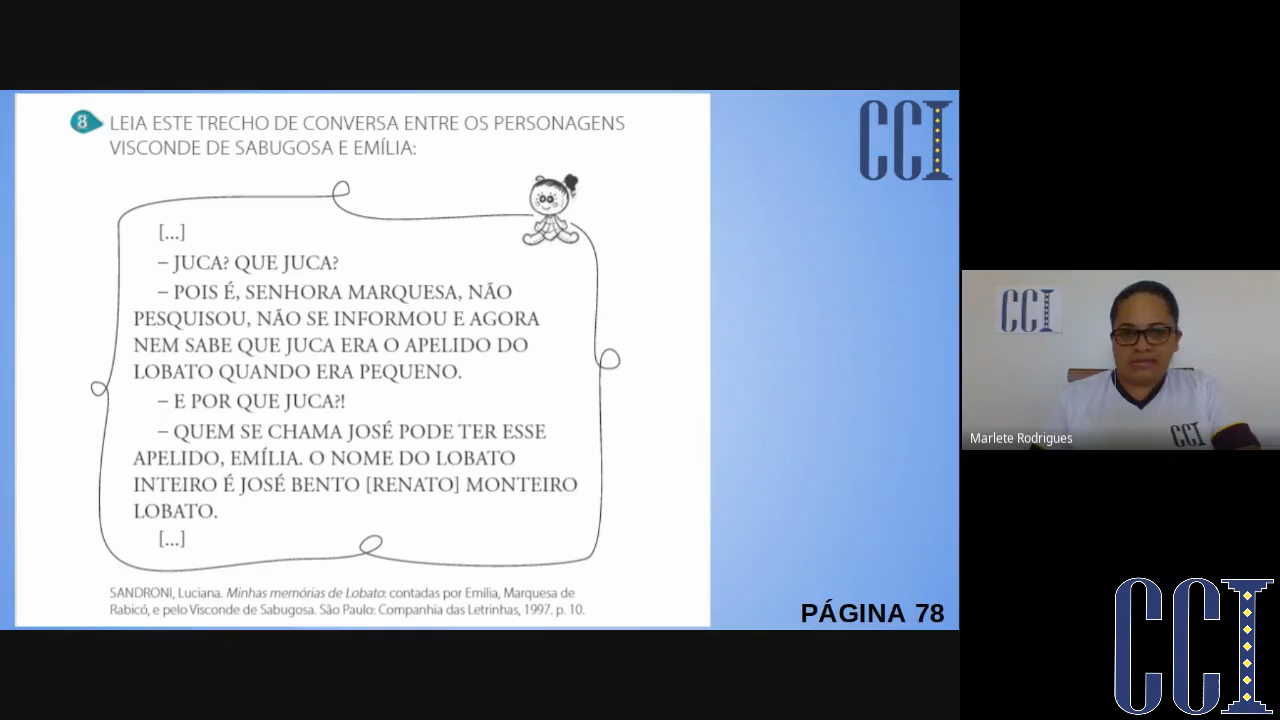 8 LEIA ESTE TRECHO DE CONVERSA ENTRE OS PERSONAGENS
VISCONDE DE SABUGOSA E EMÍLIA:
[...]
– JUCA? QUE JUCA?
– POIS É, SENHORA MARQUESA, NÃO
PESQUISOU, NÃO SE INFORMOU E AGORA
NEM SABE QUE JUCA ERA O APELIDO DO
LOBATO QUANDO ERA PEQUENO.
– E POR QUE JUCA?!
– QUEM SE CHAMA JOSÉ PODE TER ESSE
APELIDO, EMÍLIA. O NOME DO LOBATO
INTEIRO É JOSÉ BENTO [RENATO] MONTEIRO
LOBATO.
[...]
SANDRONI, Luciana. Minhas memórias de Lobato: contadas por Emília, Marquesa de
Rabicó, e pelo Visconde de Sabugosa. São Paulo: Companhia das Letrinhas, 1997. p. 10.
PÁGINA 78
CCI
CCI
Marlete Rodrigues
CCI
CCI